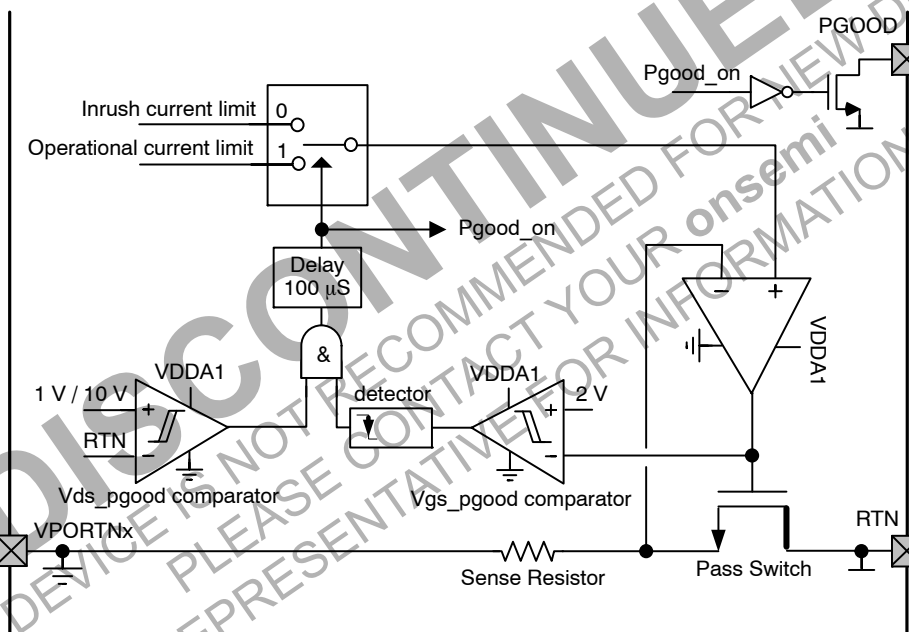 PGOOD
Pgood_on
Inrush current limit
0
Operational current limit
1
Pgood_on
Delay
100 μS
&
- +
VDDA1
1 V / 10 V
VDDA1
+
RTN
-
Vds_pgood comparator
detector
VDDA1
2 V
+
-
Vgs_pgood comparator
VPORTNx
RTN
Sense Resistor
Pass Switch
DISCONTINUED
DEVICE IS NOT RECOMMENDED FOR NEW D
PLEASE CONTACT YOUR onsemi
REPRESENTATIVE FOR INFORMATION